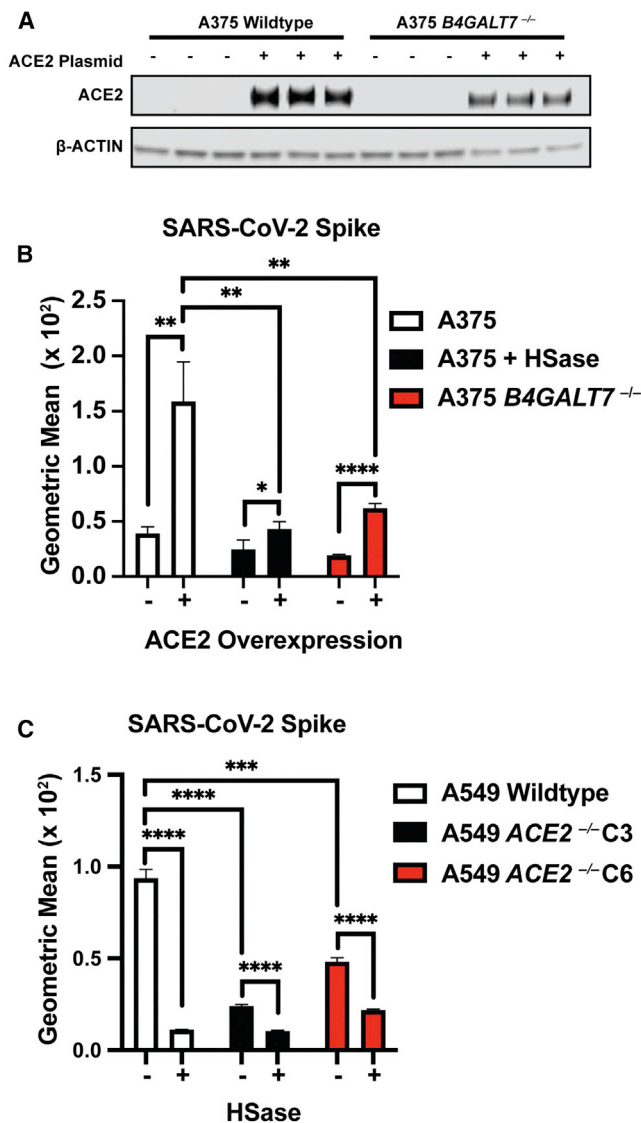 A
A375 Wildtype A375 B4GALT7 –/–
ACE2 Plasmid - - - + + + - - - + + +
ACE2
β-ACTIN
B
SARS-CoV-2 Spike
Geometric Mean (x 10²)
2.5
2.0
1.5
1.0
0.5
0.0
** ** ** * ****
- + - + - +
ACE2 Overexpression
A375
A375 + HSase
A375 B4GALT7 –/–
C
SARS-CoV-2 Spike
Geometric Mean (x 10²)
1.5
1.0
0.5
0.0
*** **** **** **** ****
- + - + - +
HSase
A549 Wildtype
A549 ACE2 –/– C3
A549 ACE2 –/– C6